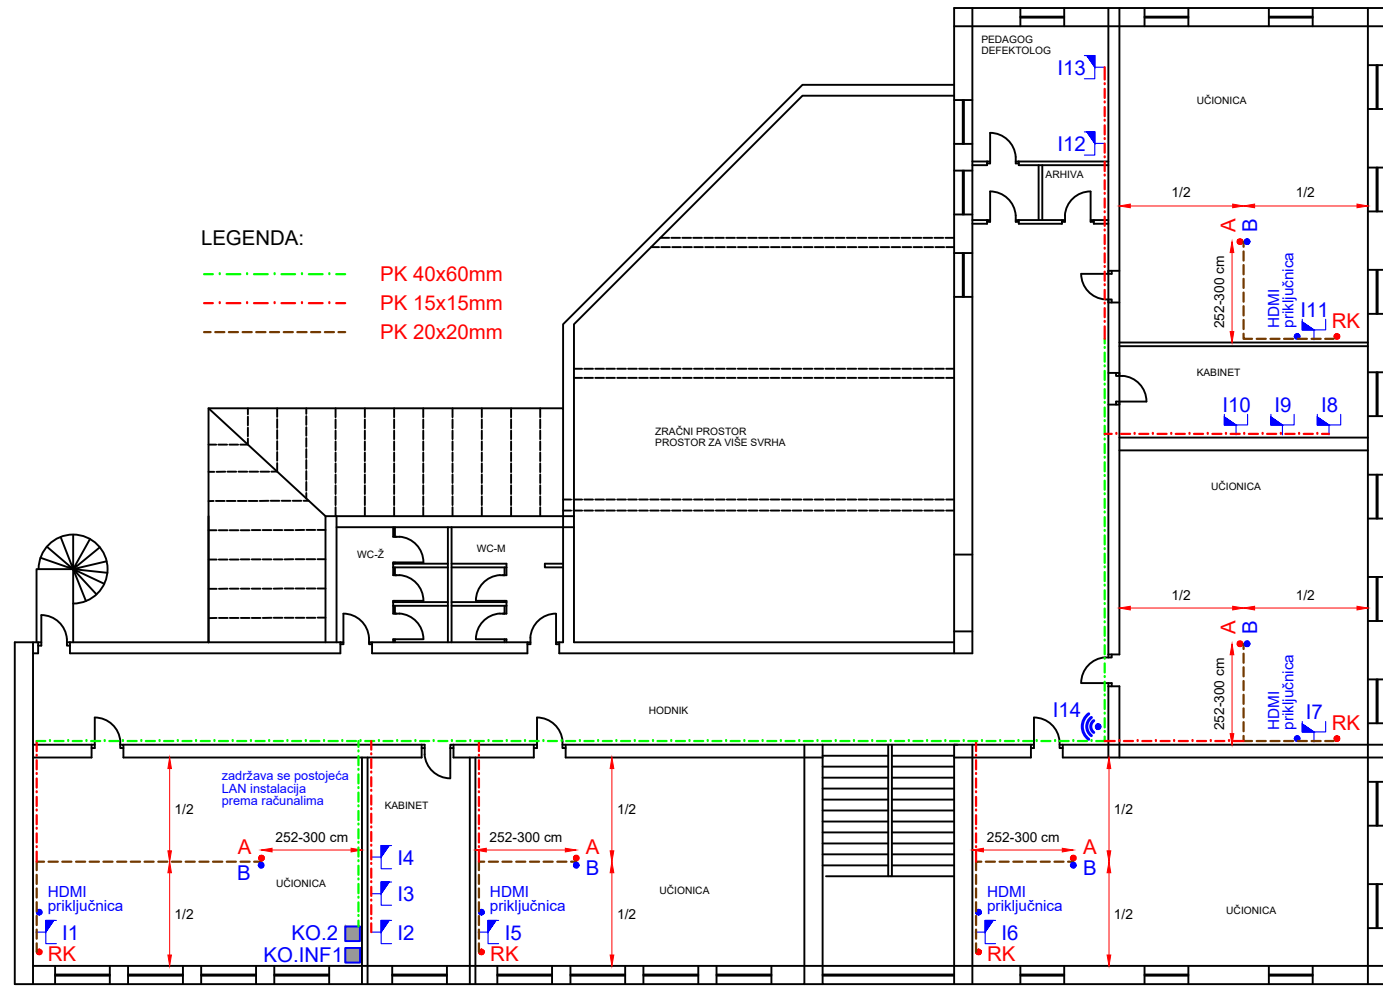 PEDAGOG
DEFEKTOLOG
I13
I12
ARHIVA
UČIONICA
1/2
1/2
A
B
252-300 cm
HDMI
priključnica
I11
RK
LEGENDA:
PK 40x60mm
PK 15x15mm
PK 20x20mm
KABINET
I10
I9
I8
ZRAČNI PROSTOR
PROSTOR ZA VIŠE SVRHA
UČIONICA
WC-Ž
WC-M
1/2
1/2
A
B
252-300 cm
HDMI
priključnica
I7
RK
HODNIK
I14
zadržava se postojeća
LAN instalacija
prema računalima
1/2
252-300 cm
A
B
UČIONICA
HDMI
priključnica
1/2
I1
RK
KO.2
KO.INF1
KABINET
I4
I3
I2
252-300 cm
1/2
A
B
UČIONICA
HDMI
priključnica
1/2
I5
RK
252-300 cm
1/2
A
B
HDMI
priključnica
1/2
UČIONICA
I6
RK